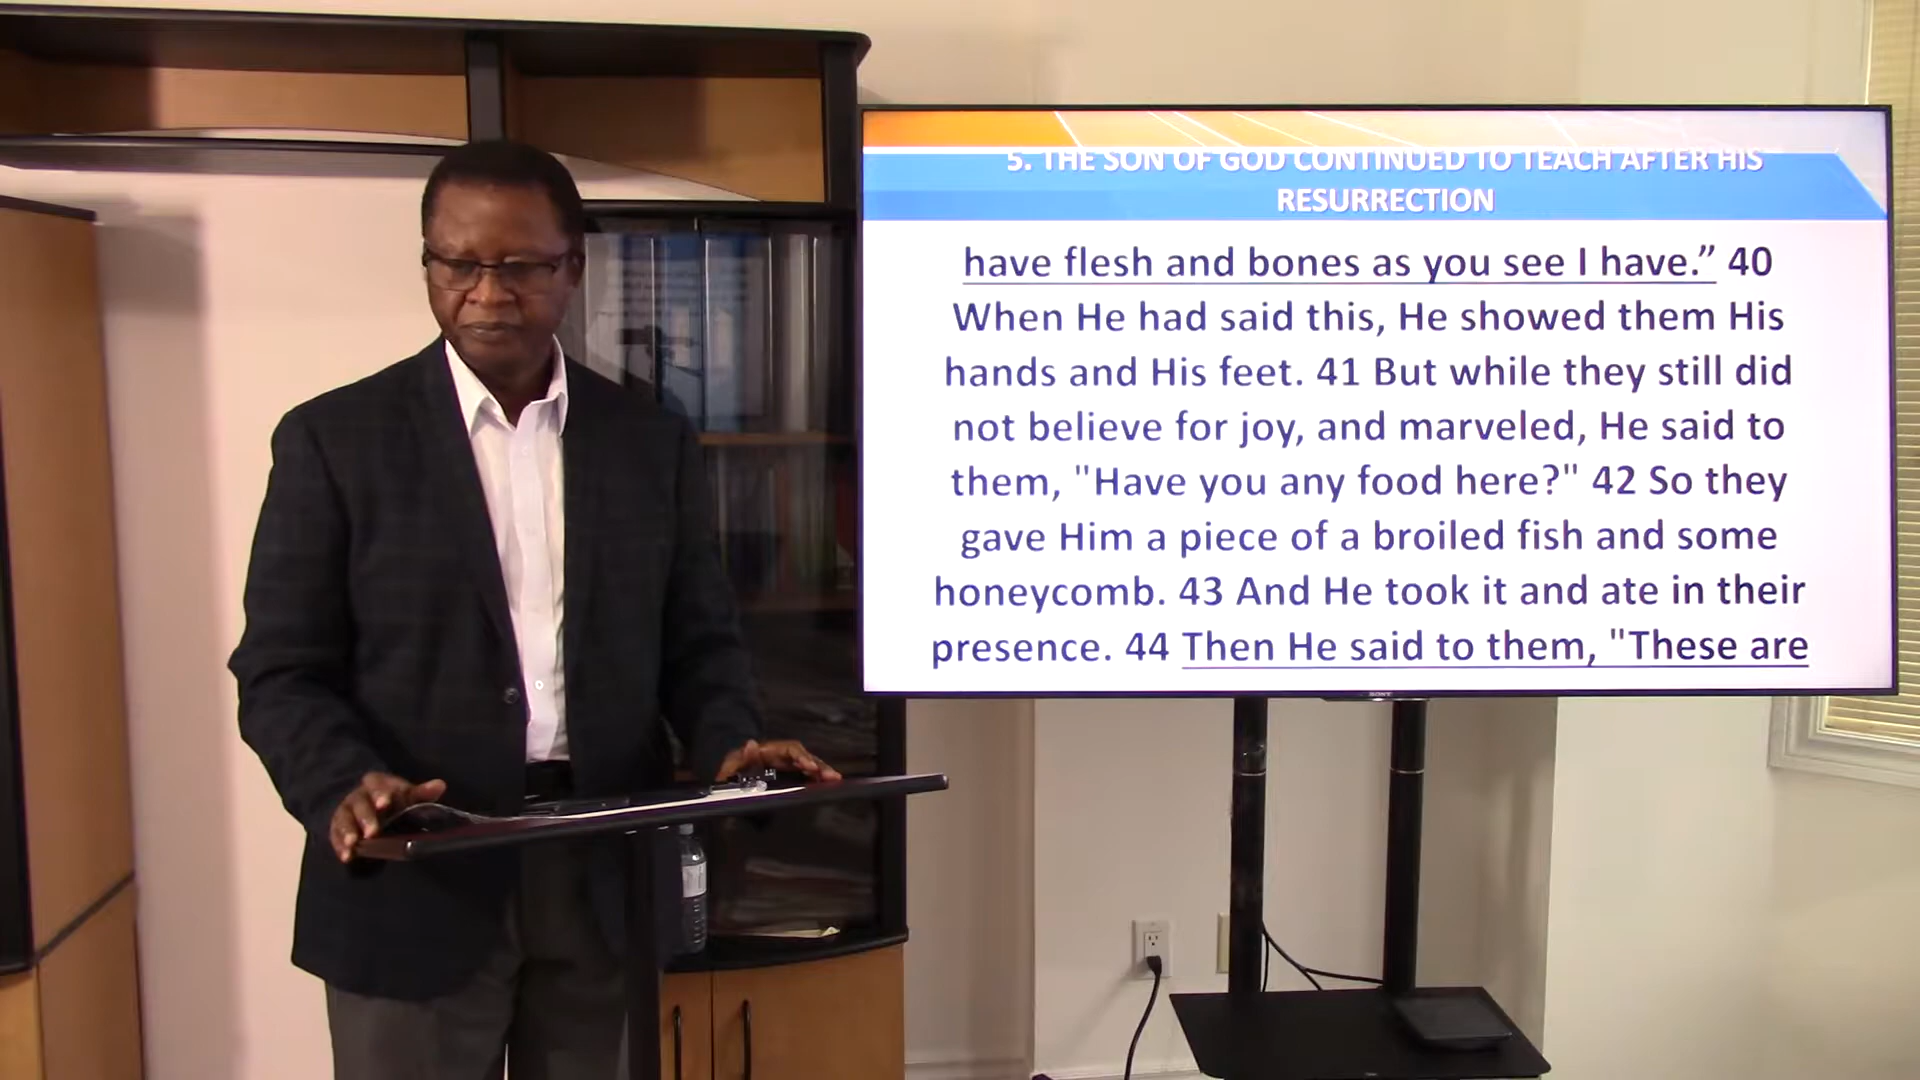 5. THE SON OF GOD CONTINUED TO TEACH AFTER HIS
RESURRECTION
have flesh and bones as you see I have.” 40
When He had said this, He showed them His
hands and His feet. 41 But while they still did
not believe for joy, and marveled, He said to
them, "Have you any food here?" 42 So they
gave Him a piece of a broiled fish and some
honeycomb. 43 And He took it and ate in their
presence. 44 Then He said to them, "These are
SONY